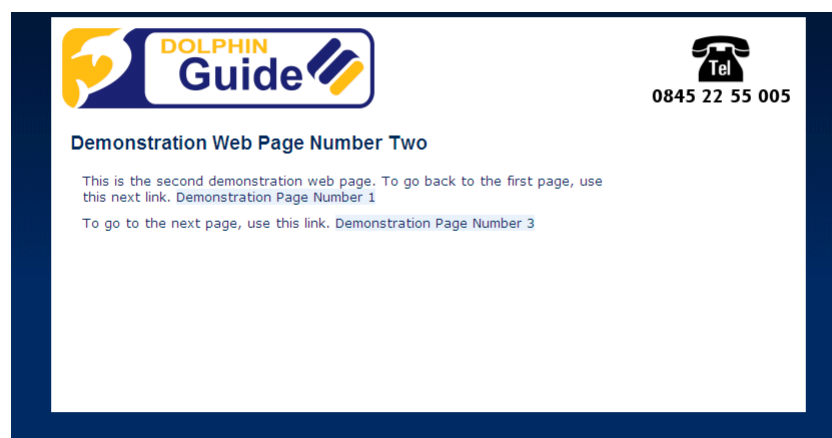 DOLPHIN
Guide
Tel
0845 22 55 005
Demonstration Web Page Number Two
This is the second demonstration web page. To go back to the first page, use
this next link. Demonstration Page Number 1
To go to the next page, use this link. Demonstration Page Number 3